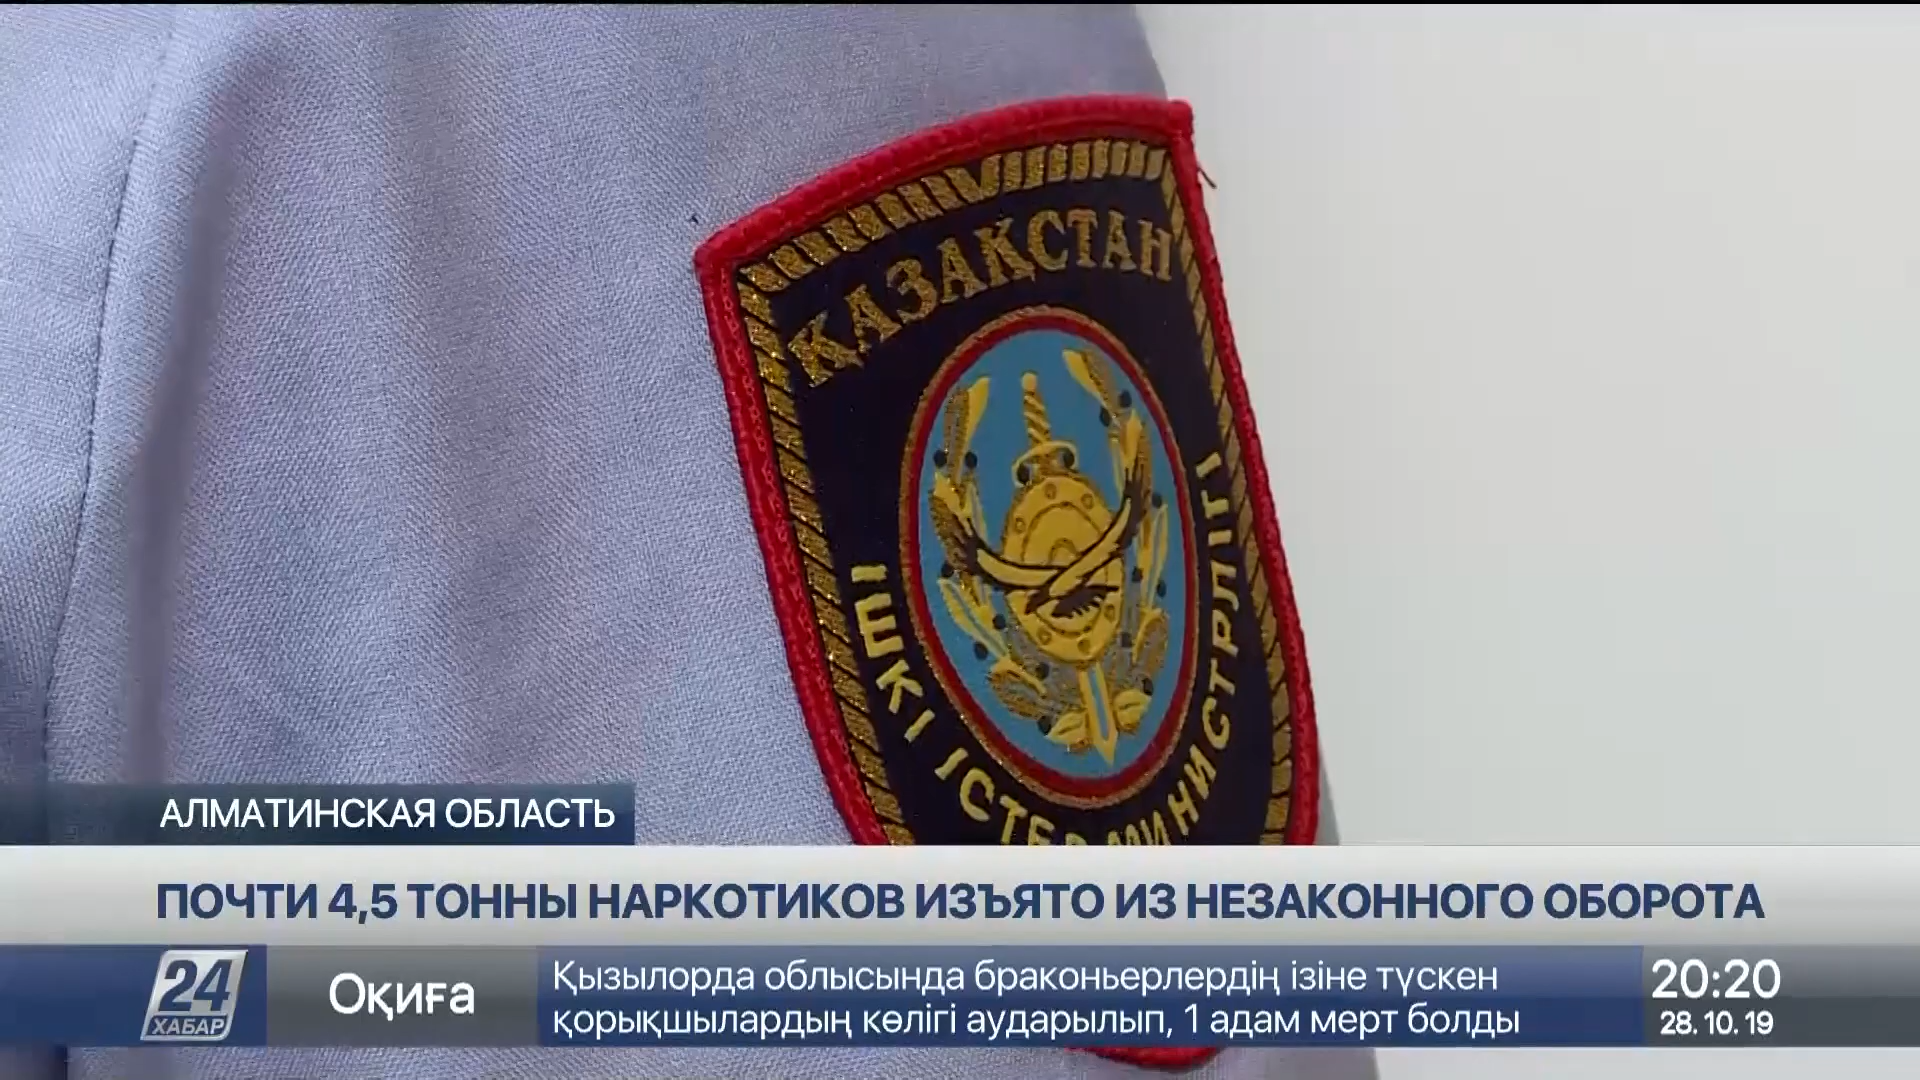 ҚАЗАҚСТАН
ІШКІ ІСТЕР МИНИСТРЛІГІ
АЛМАТИНСКАЯ ОБЛАСТЬ
ПОЧТИ 4,5 ТОННЫ НАРКОТИКОВ ИЗЪЯТО ИЗ НЕЗАКОННОГО ОБОРОТА
24
ХАБАР
Оқиға
Қызылорда облысында браконьерлердің ізіне түскен
қорықшылардың көлігі аударылып, 1 адам мерт болды
20:20
28. 10. 19